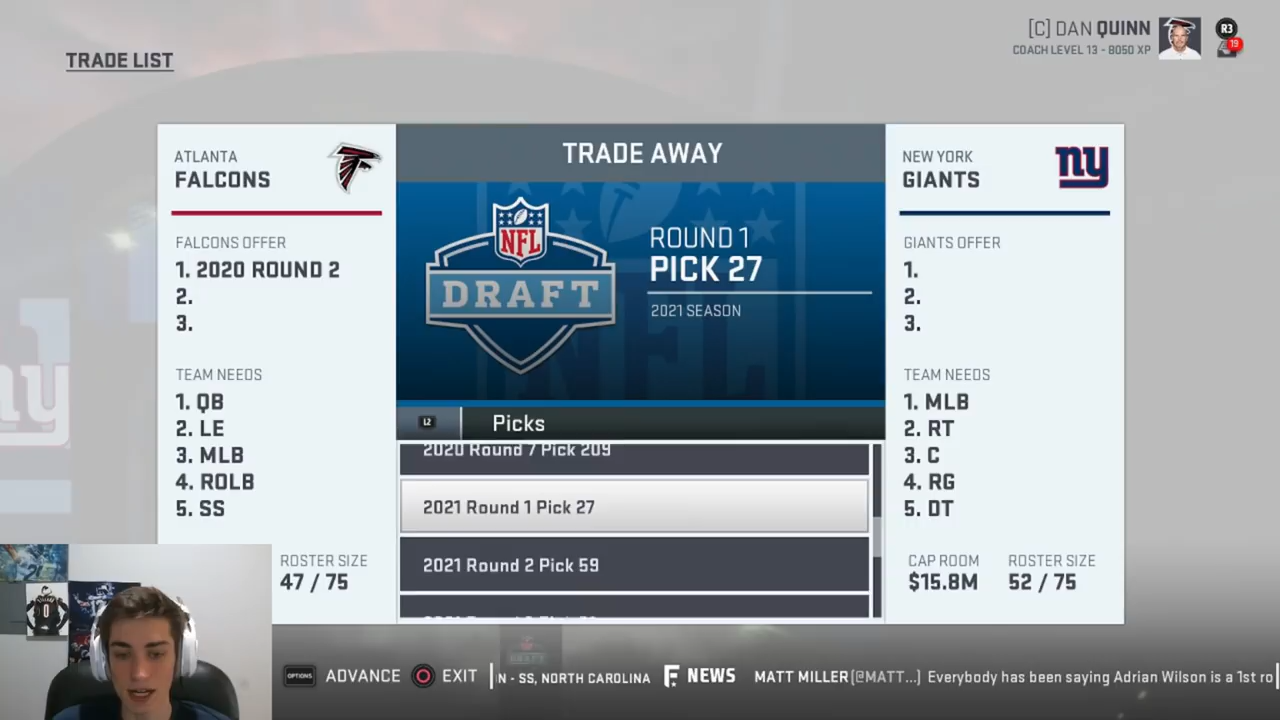 TRADE LIST
[C] DAN QUINN
COACH LEVEL 13 - 8050 XP
R3
19
ATLANTA
FALCONS
FALCONS OFFER
1. 2020 ROUND 2
2.
3.
TEAM NEEDS
1. QB
2. LE
3. MLB
4. ROLB
5. SS
ROSTER SIZE
47 / 75
TRADE AWAY
NFL
DRAFT
ROUND 1
PICK 27
2021 SEASON
L2
Picks
2020 Round 7 Pick 209
2021 Round 1 Pick 27
2021 Round 2 Pick 59
NEW YORK
GIANTS
ny
GIANTS OFFER
1.
2.
3.
TEAM NEEDS
1. MLB
2. RT
3. C
4. RG
5. DT
CAP ROOM
$15.8M
ROSTER SIZE
52 / 75
ny
0
OPTIONS ADVANCE EXIT
N - SS, NORTH CAROLINA
F NEWS
MATT MILLER [@MATT...] Everybody has been saying Adrian Wilson is a 1st ro